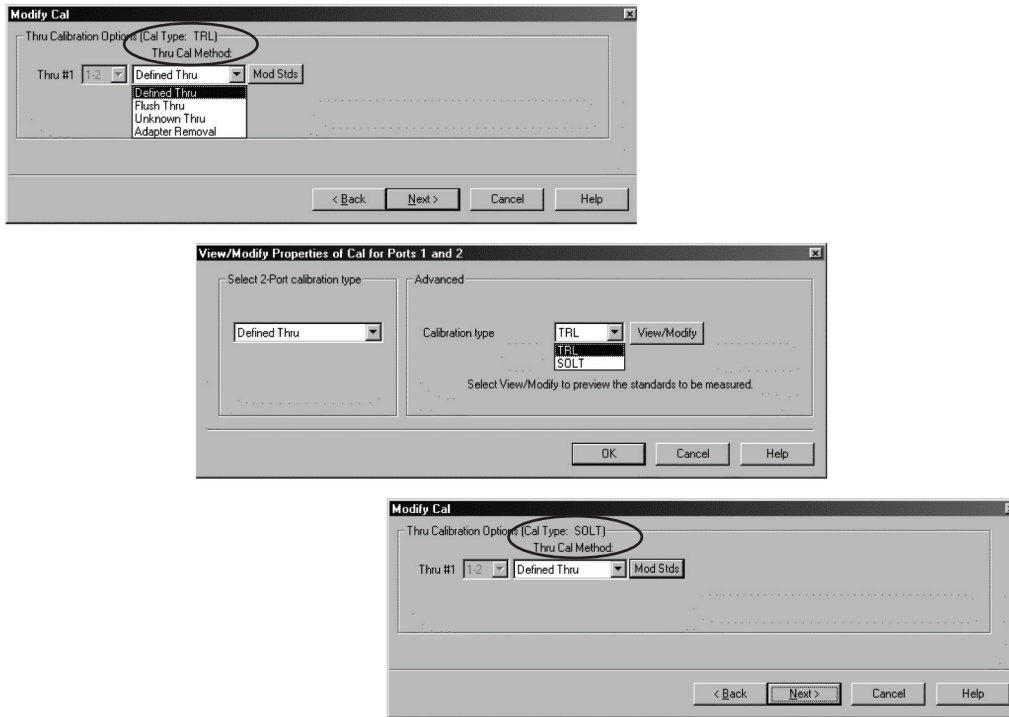 Modify Cal
Thru Calibration Options (Cal Type: TRL)
Thru Cal Method:
Thru #1 1-2 Defined Thru Mod Stds
Defined Thru
Flush Thru
Unknown Thru
Adapter Removal
< Back Next > Cancel Help
View/Modify Properties of Cal for Ports 1 and 2
Select 2-Port calibration type
Defined Thru
Advanced
Calibration type TRL View/Modify
TRL
SOLT
Select View/Modify to preview the standards to be measured.
OK Cancel Help
Modify Cal
Thru Calibration Options (Cal Type: SOLT)
Thru Cal Method:
Thru #1 1-2 Defined Thru Mod Stds
< Back Next > Cancel Help